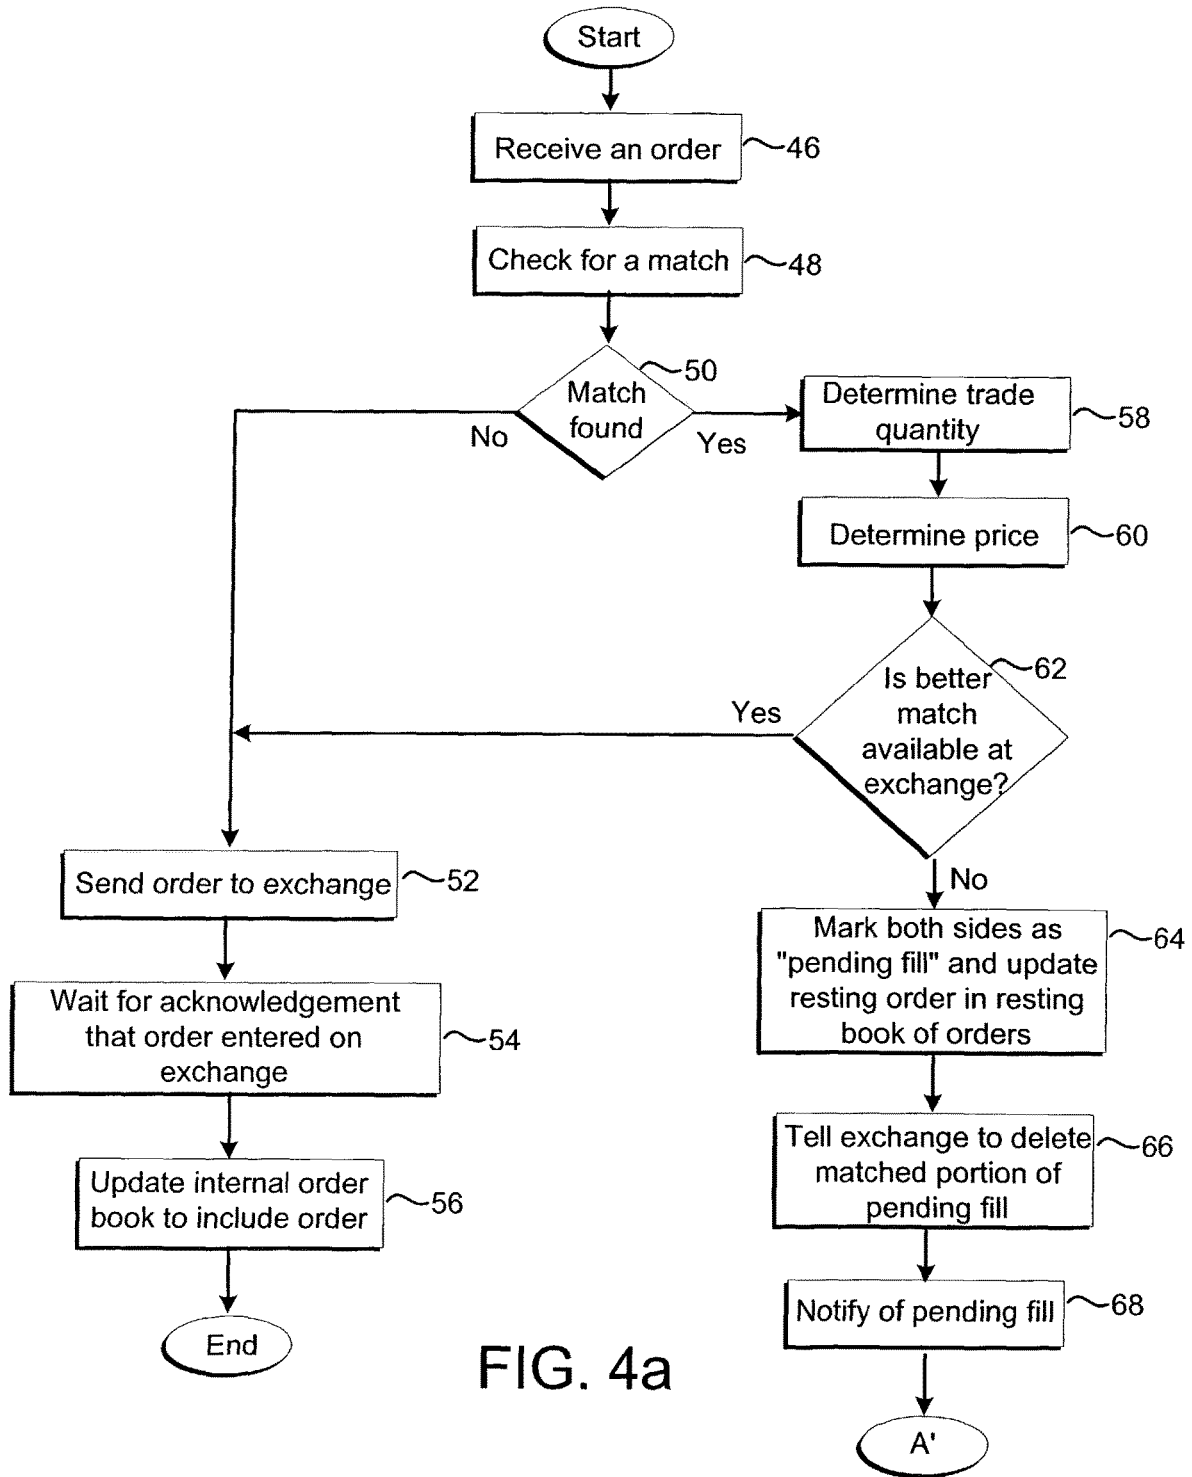 Start
Receive an order
46
Check for a match
48
50
Match
found
No
Yes
Determine trade
quantity
58
Determine price
60
62
Is better
match
available at
exchange?
Yes
No
Send order to exchange
52
Wait for acknowledgement
that order entered on
exchange
54
Update internal order
book to include order
56
End
Mark both sides as
"pending fill" and update
resting order in resting
book of orders
64
Tell exchange to delete
matched portion of
pending fill
66
Notify of pending fill
68
A'
FIG. 4a